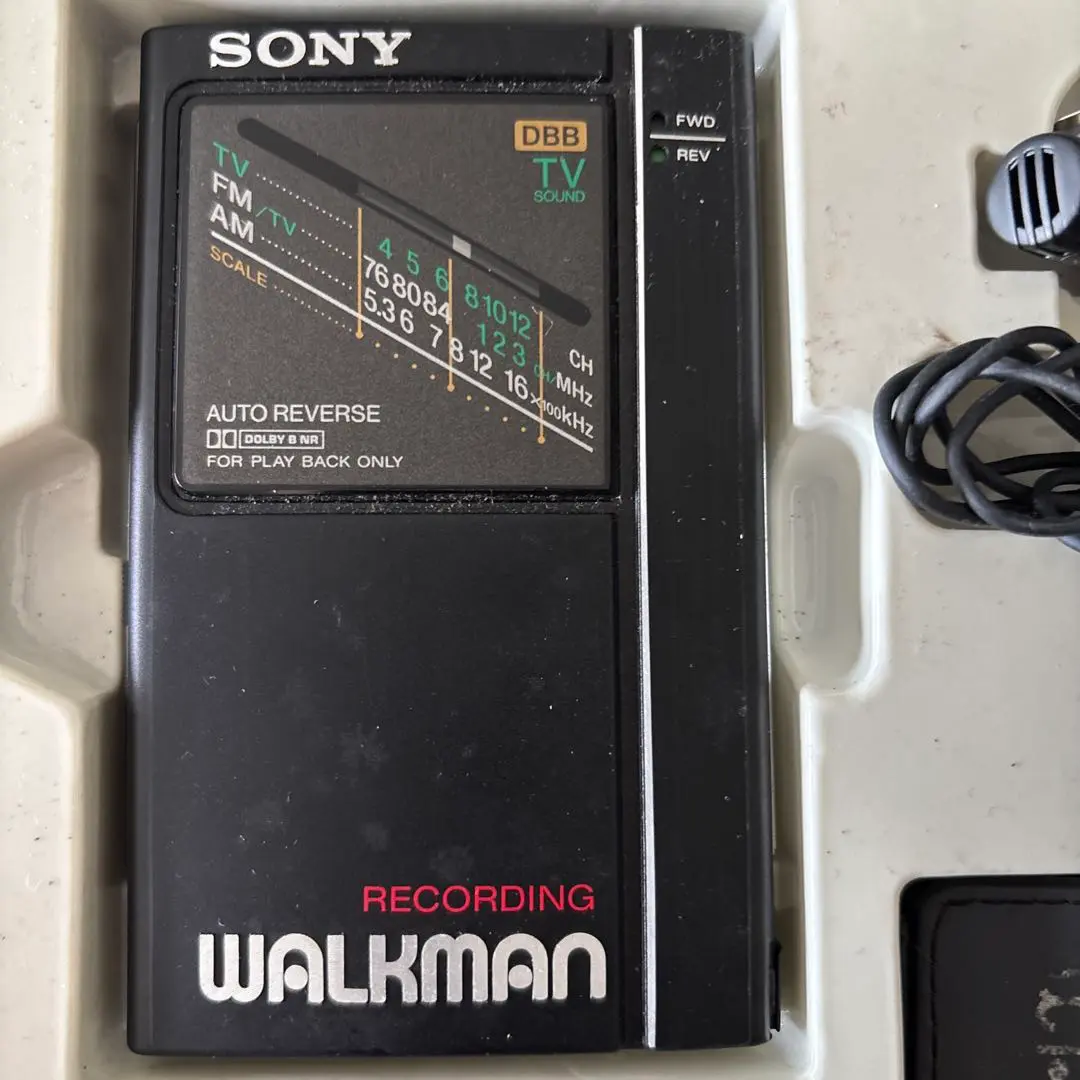 SONY
FWD
REV
DBB
TV
SOUND
TV
FM/TV
AM
SCALE
4 5 6 8 10 12 CH
76 80 84 1 2 3 CH/MHz
5.3 6 7 8 12 16 ×100kHz
AUTO REVERSE
DOLBY B NR
FOR PLAY BACK ONLY
RECORDING
WALKMAN